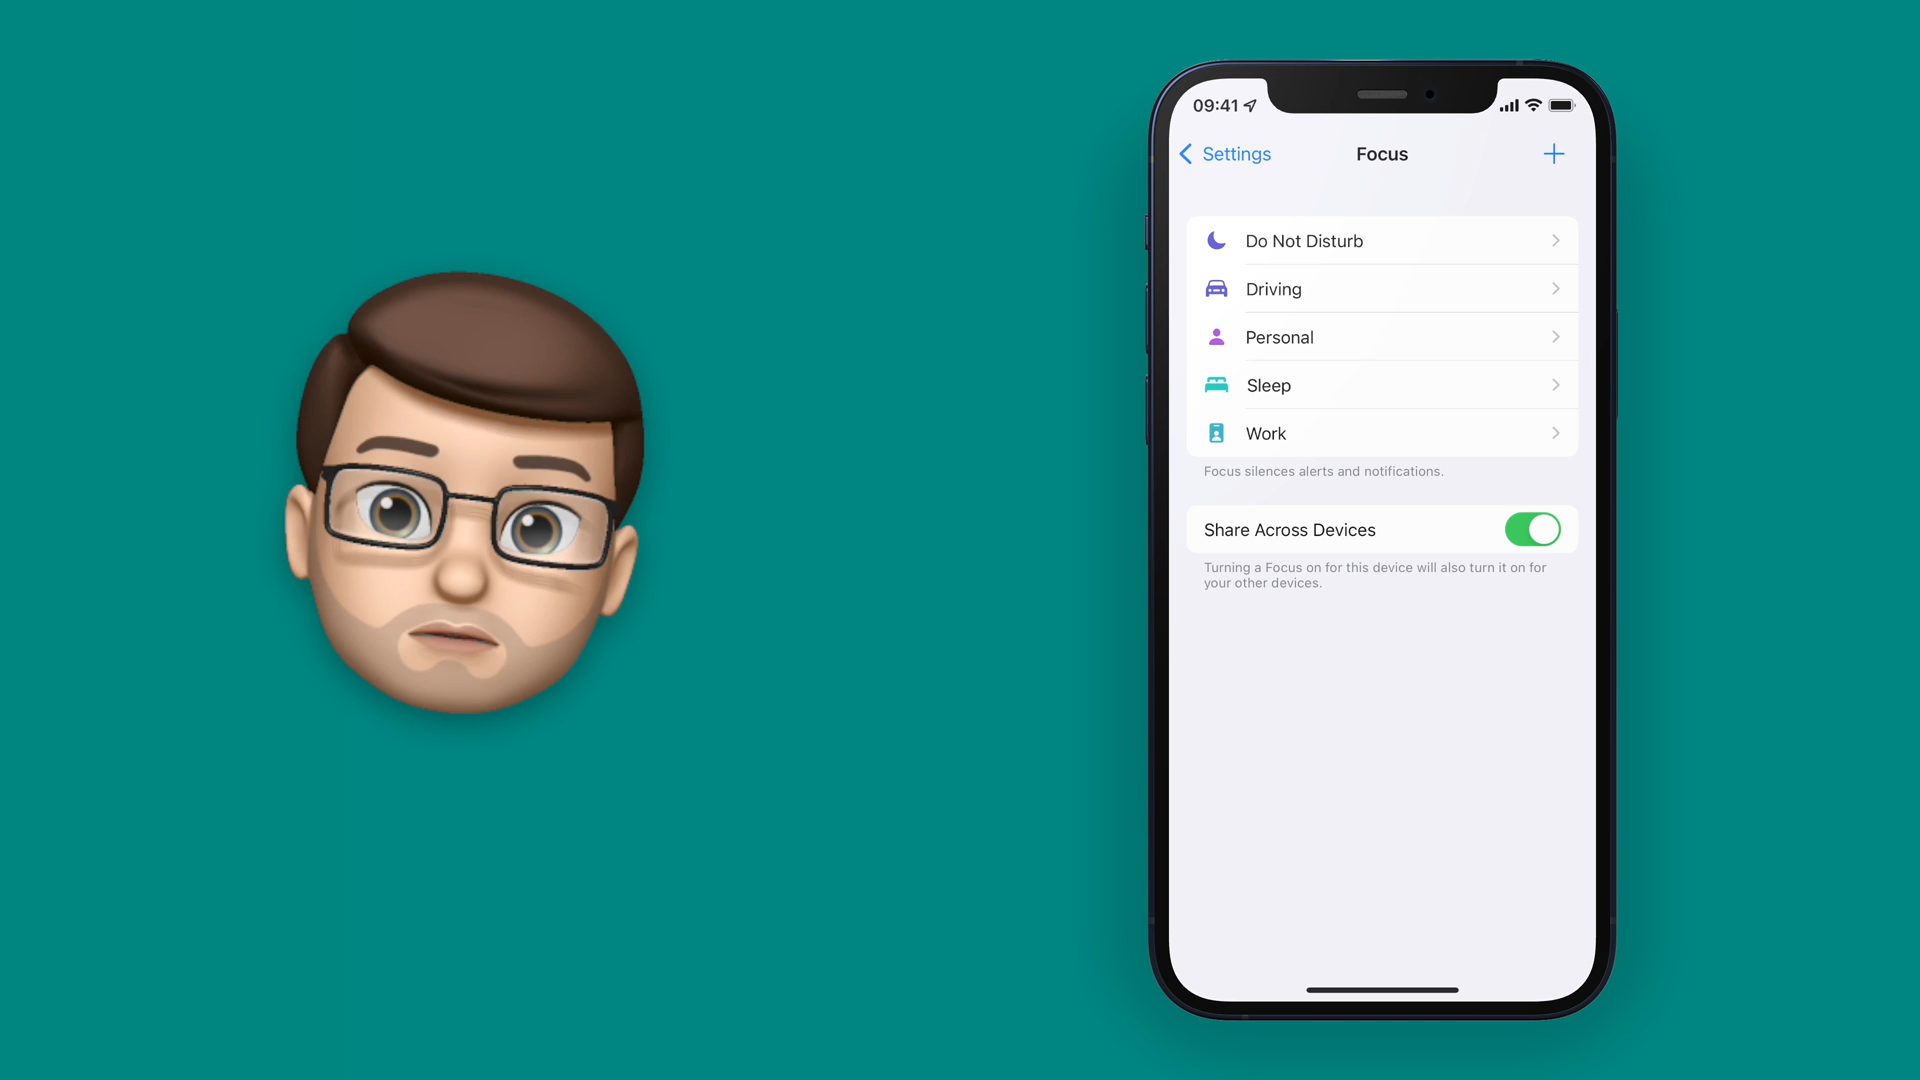 09:41
Settings
Focus
Do Not Disturb
Driving
Personal
Sleep
Work
Focus silences alerts and notifications.
Share Across Devices
Turning a Focus on for this device will also turn it on for
your other devices.